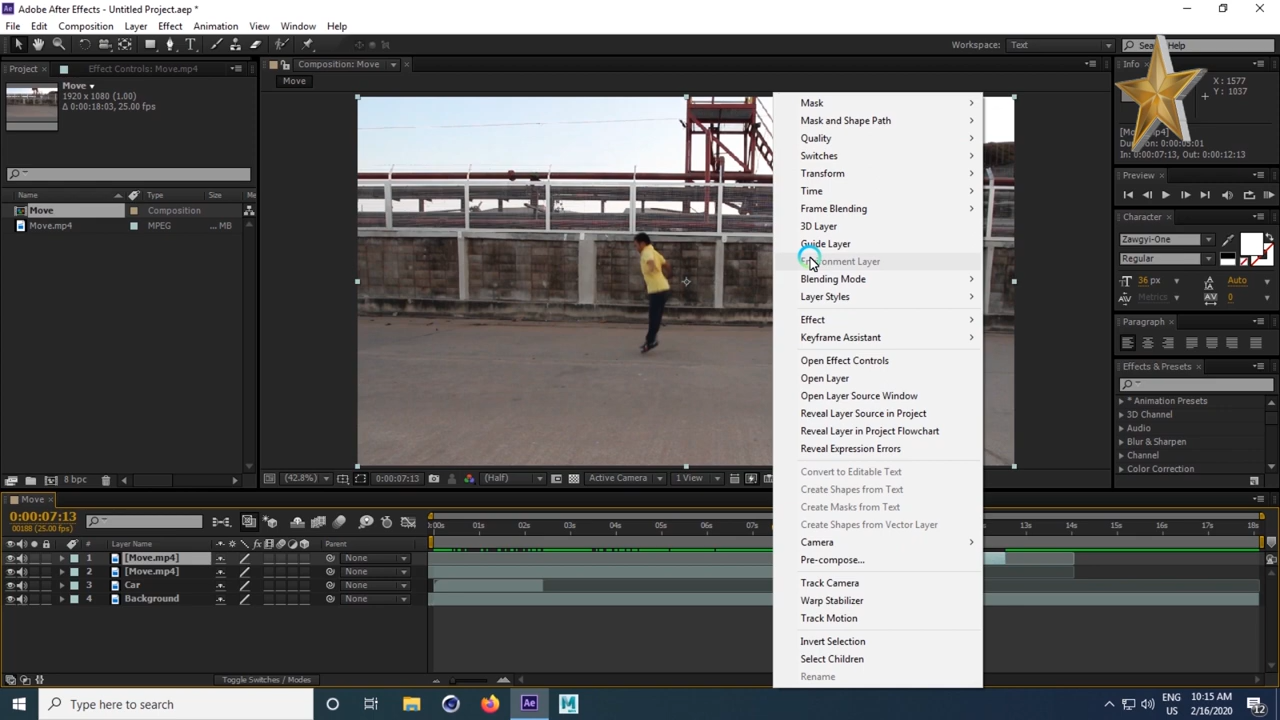 Adobe After Effects - Untitled Project.aep *
File Edit Composition Layer Effect Animation View Window Help
Workspace: Text
Search Help
Project
Effect Controls: Move.mp4
Composition: Move
Info
Move
1920 x 1080 (1.00)
Δ 0:00:18:03, 25.00 fps
Move
X : 1577
Y : 1037
Duration: 0:00:05:01
In: 0:00:07:13, Out: 0:00:12:13
Name Type Size
Move Composition
Move.mp4 MPEG ... MB
Mask
Mask and Shape Path
Quality
Switches
Transform
Time
Frame Blending
3D Layer
Guide Layer
Environment Layer
Blending Mode
Layer Styles
Effect
Keyframe Assistant
Open Effect Controls
Open Layer
Open Layer Source Window
Reveal Layer Source in Project
Reveal Layer in Project Flowchart
Reveal Expression Errors
Convert to Editable Text
Create Shapes from Text
Create Masks from Text
Create Shapes from Vector Layer
Camera
Pre-compose...
Track Camera
Warp Stabilizer
Track Motion
Invert Selection
Select Children
Rename
Preview
Character
Zawgyi-One
Regular
36 px Auto
Metrics 0
Paragraph
Effects & Presets
* Animation Presets
3D Channel
Audio
Blur & Sharpen
Channel
Color Correction
8 bpc
(42.8%)
0:00:07:13
(Half)
Active Camera
1 View
Move
0:00:07:13
00188 (25.00 fps)
:00s 01s 02s 03s 04s 05s 06s 07s 14s 15s 16s 17s 18s
# Layer Name Parent
1 [Move.mp4] None
2 [Move.mp4] None
3 Car None
4 Background None
Toggle Switches / Modes
Type here to search
Ae
M
ENG
US
10:15 AM
2/16/2020
12